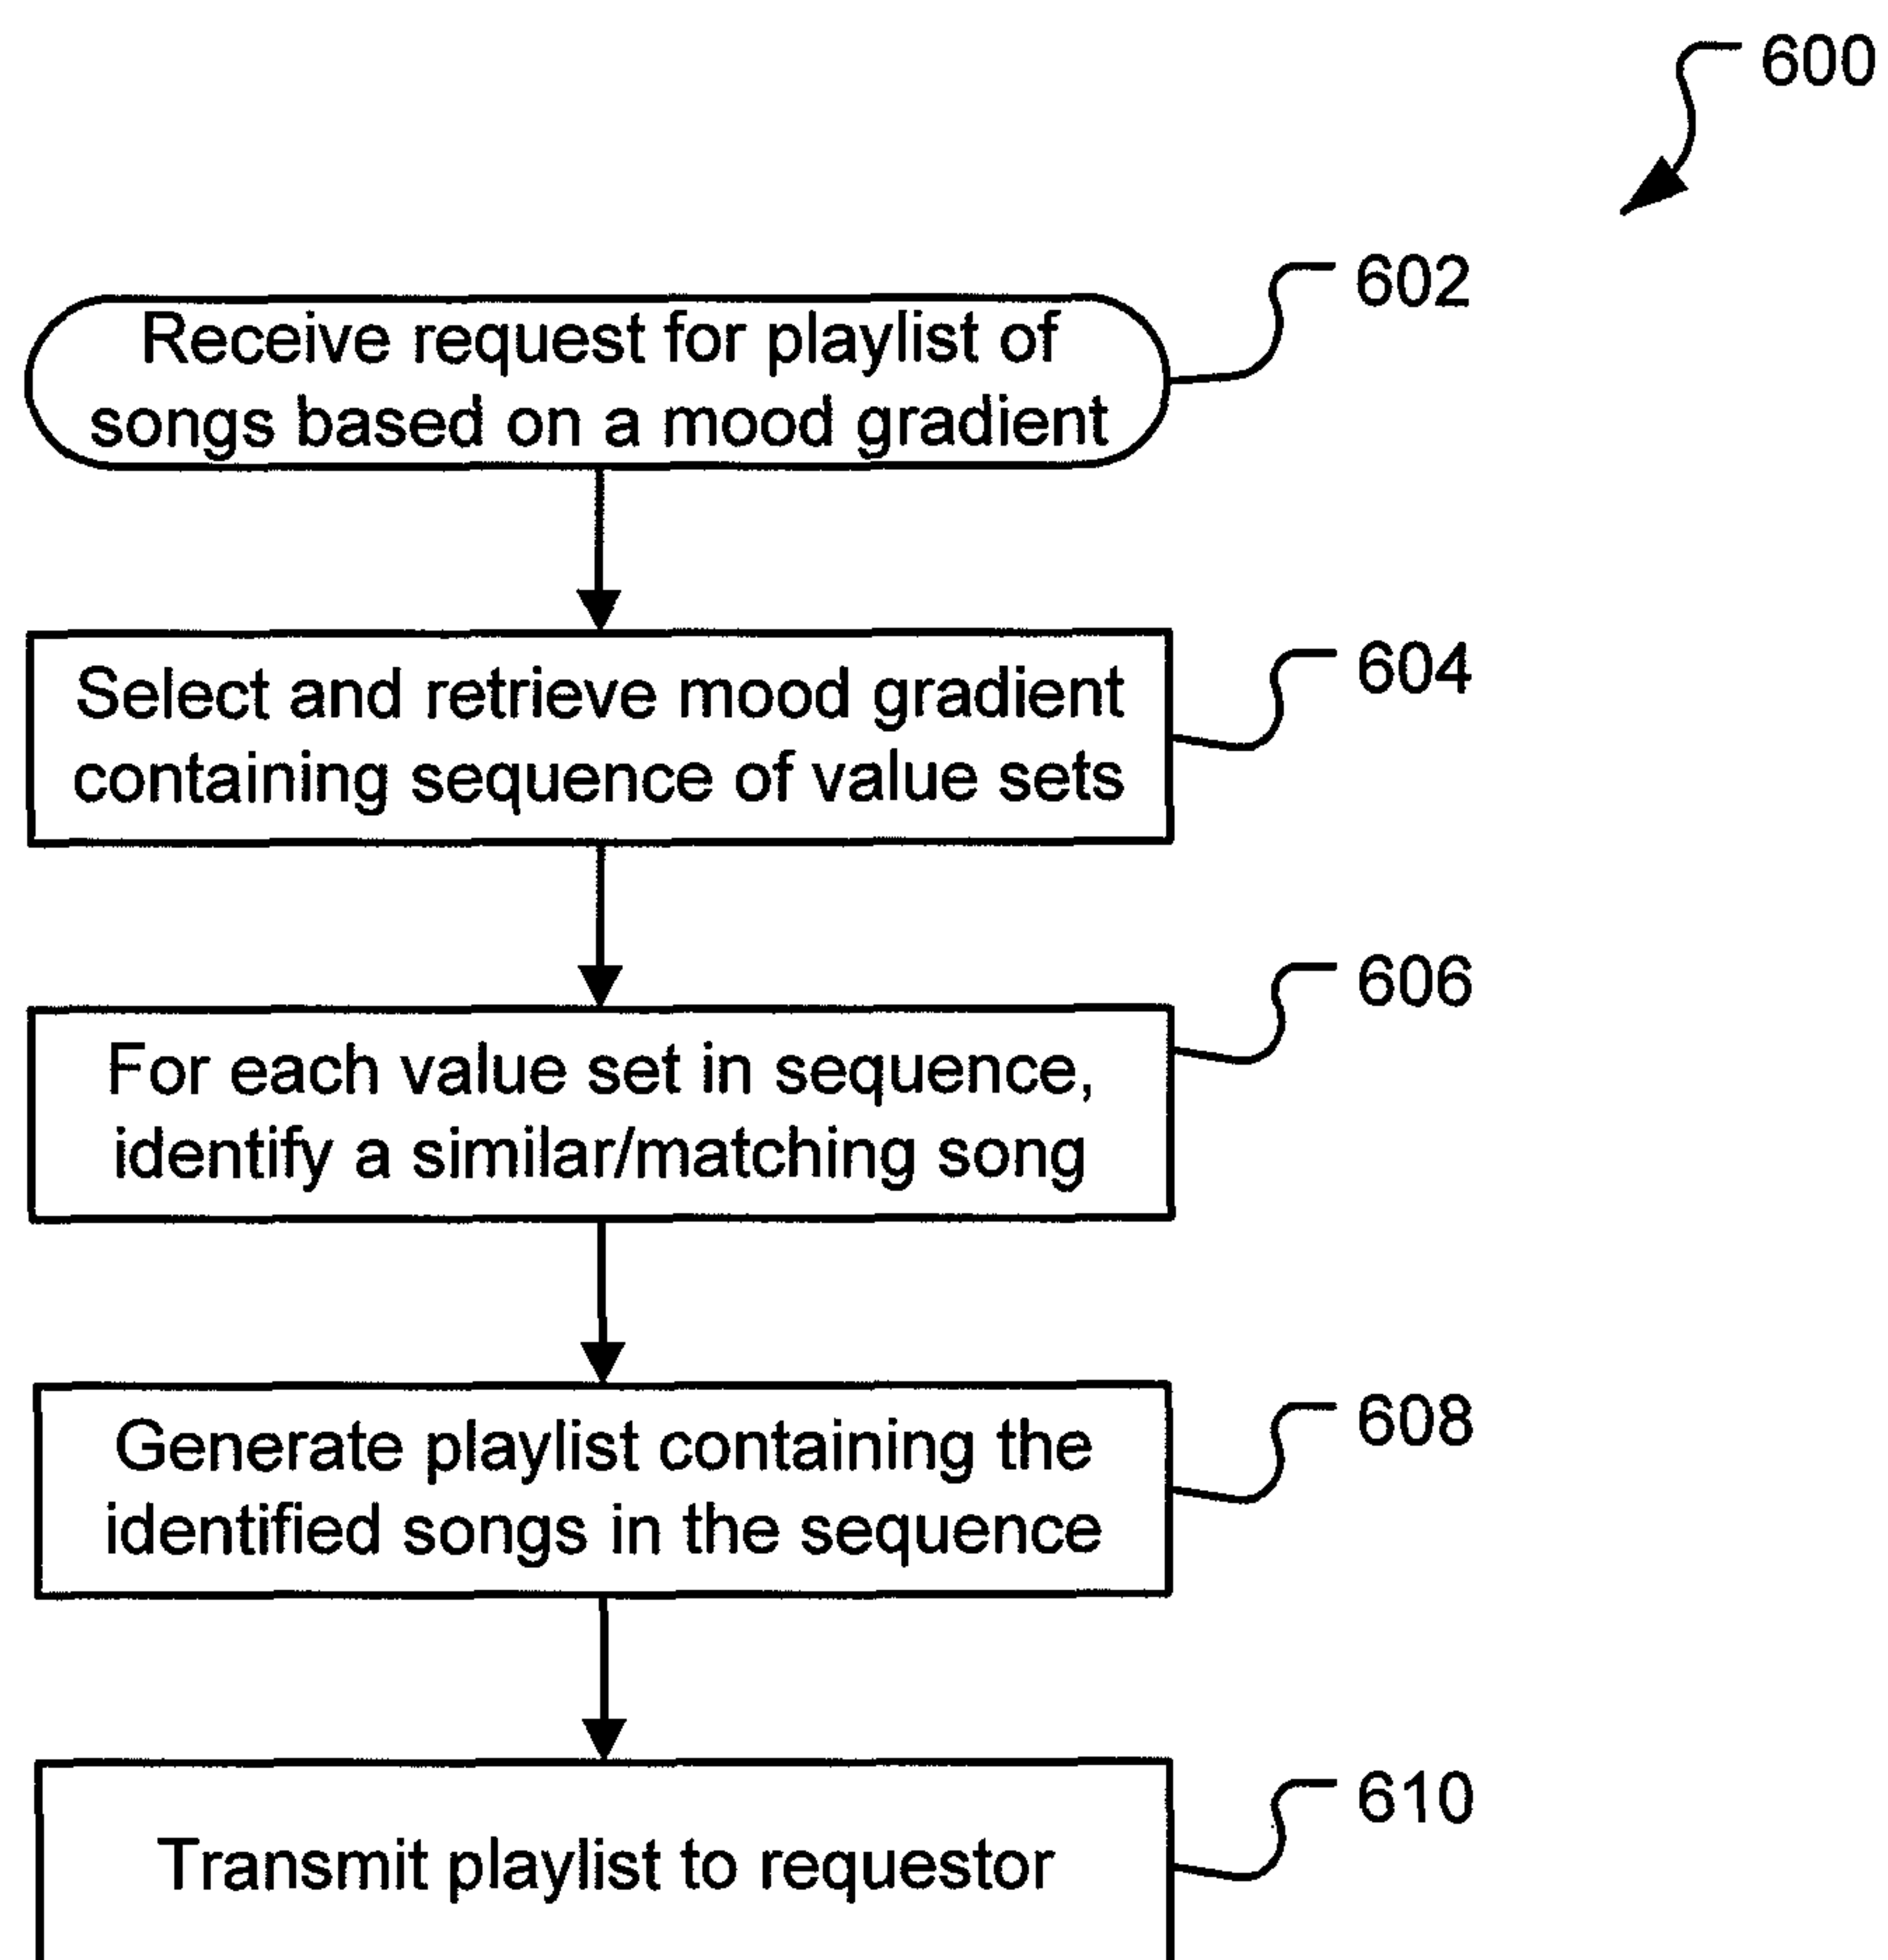 600
602
Receive request for playlist of
songs based on a mood gradient
604
Select and retrieve mood gradient
containing sequence of value sets
606
For each value set in sequence,
identify a similar/matching song
608
Generate playlist containing the
identified songs in the sequence
610
Transmit playlist to requestor